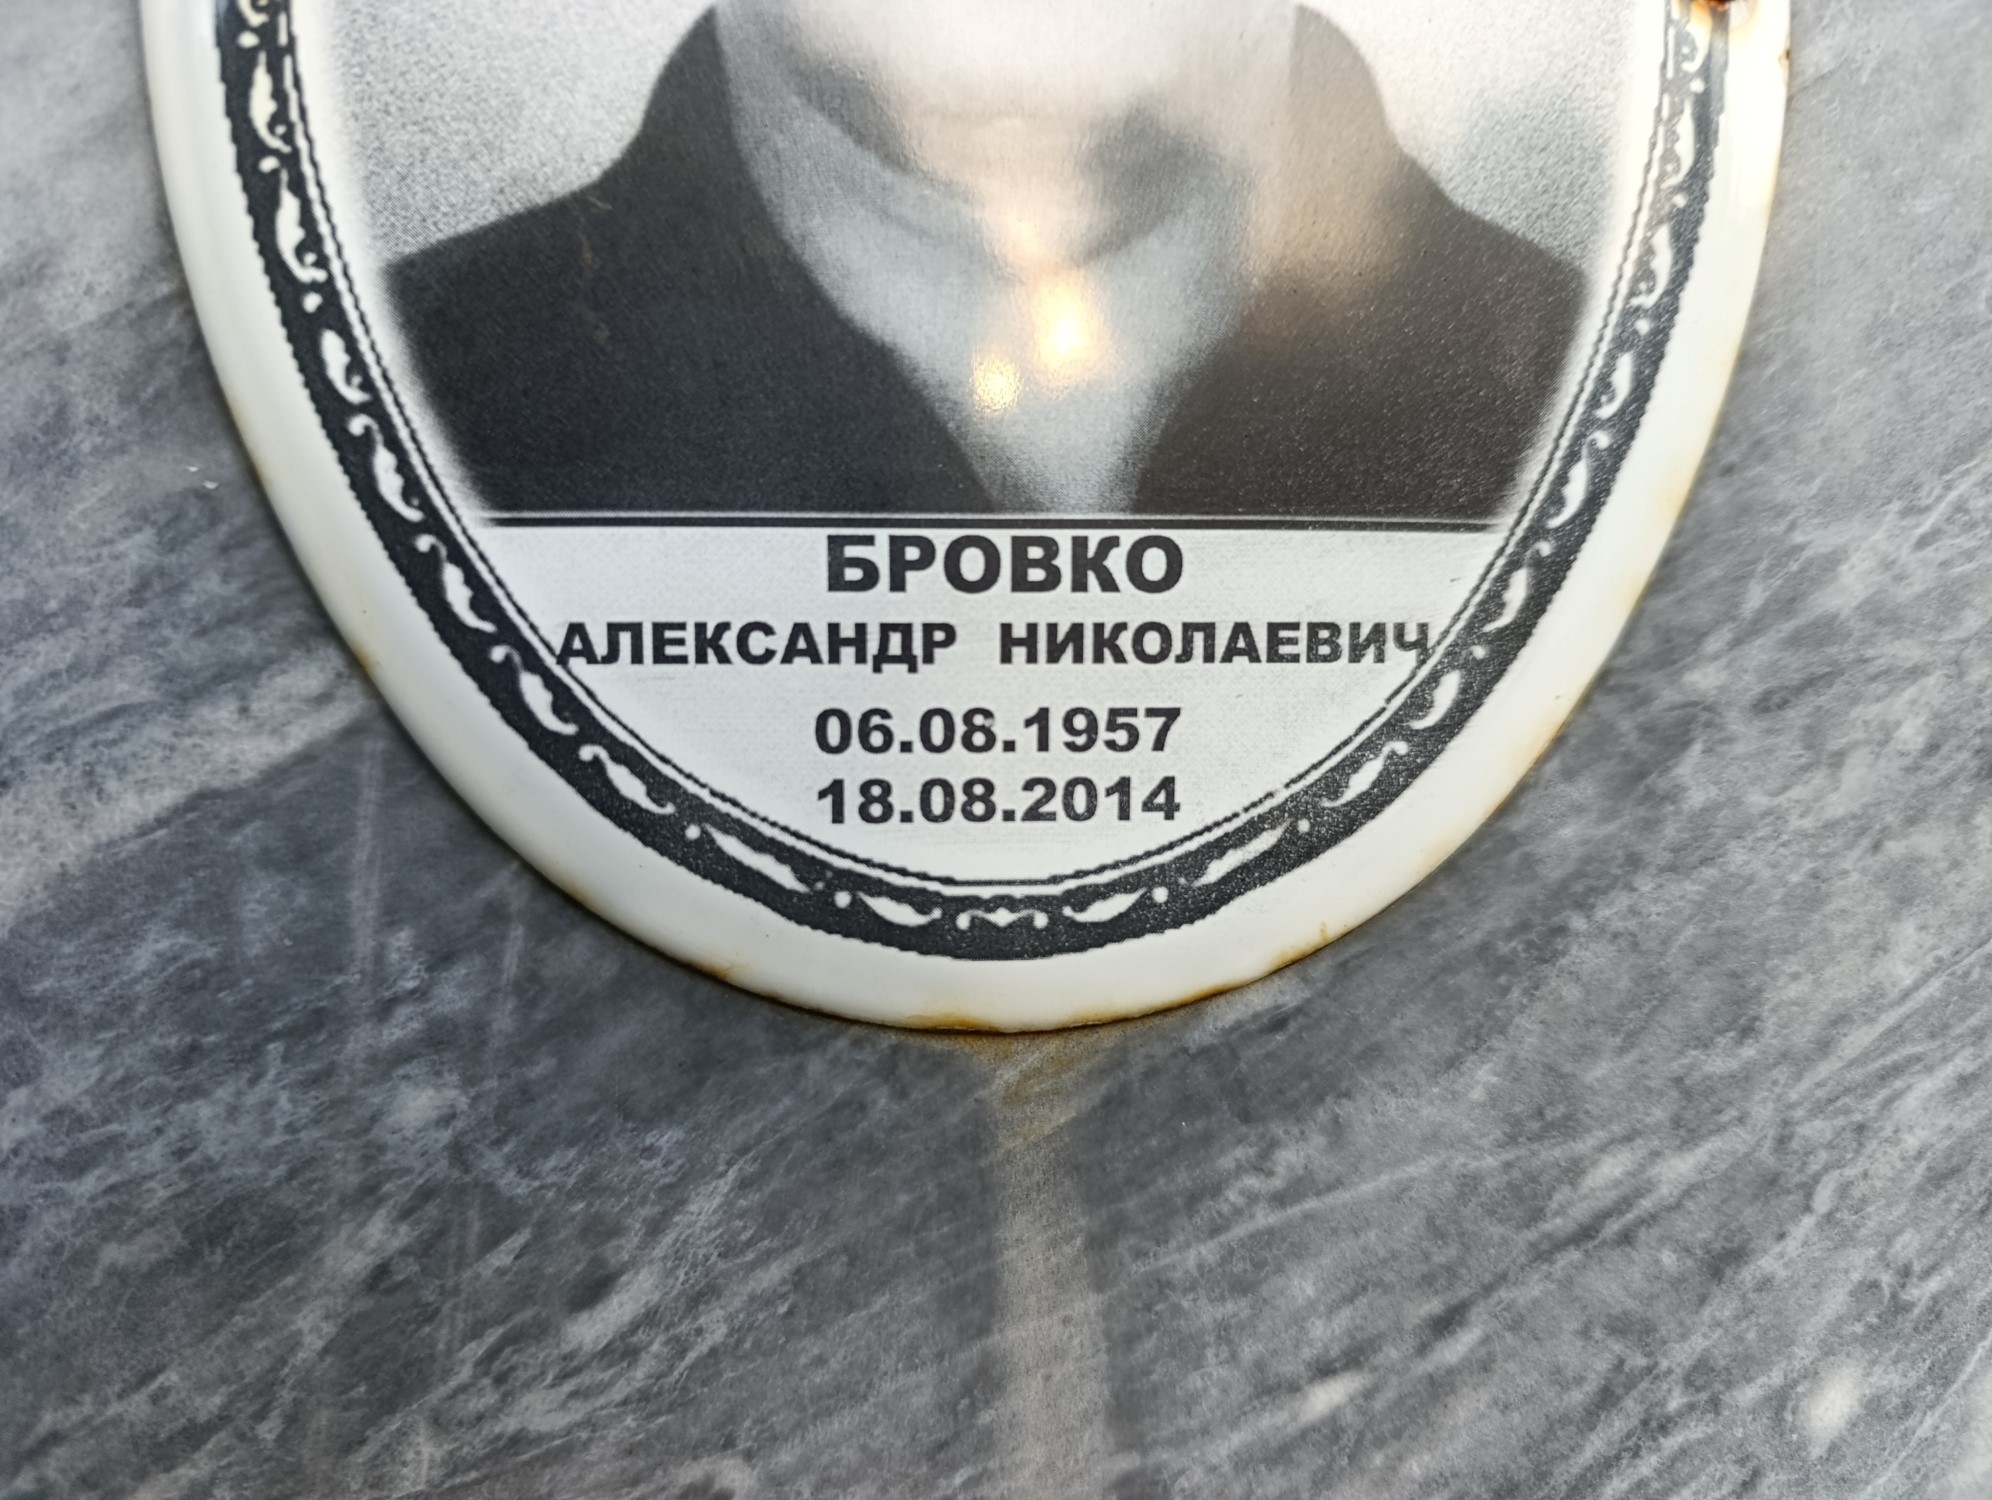 БРОВКО
АЛЕКСАНДР НИКОЛАЕВИЧ
06.08.1957
18.08.2014